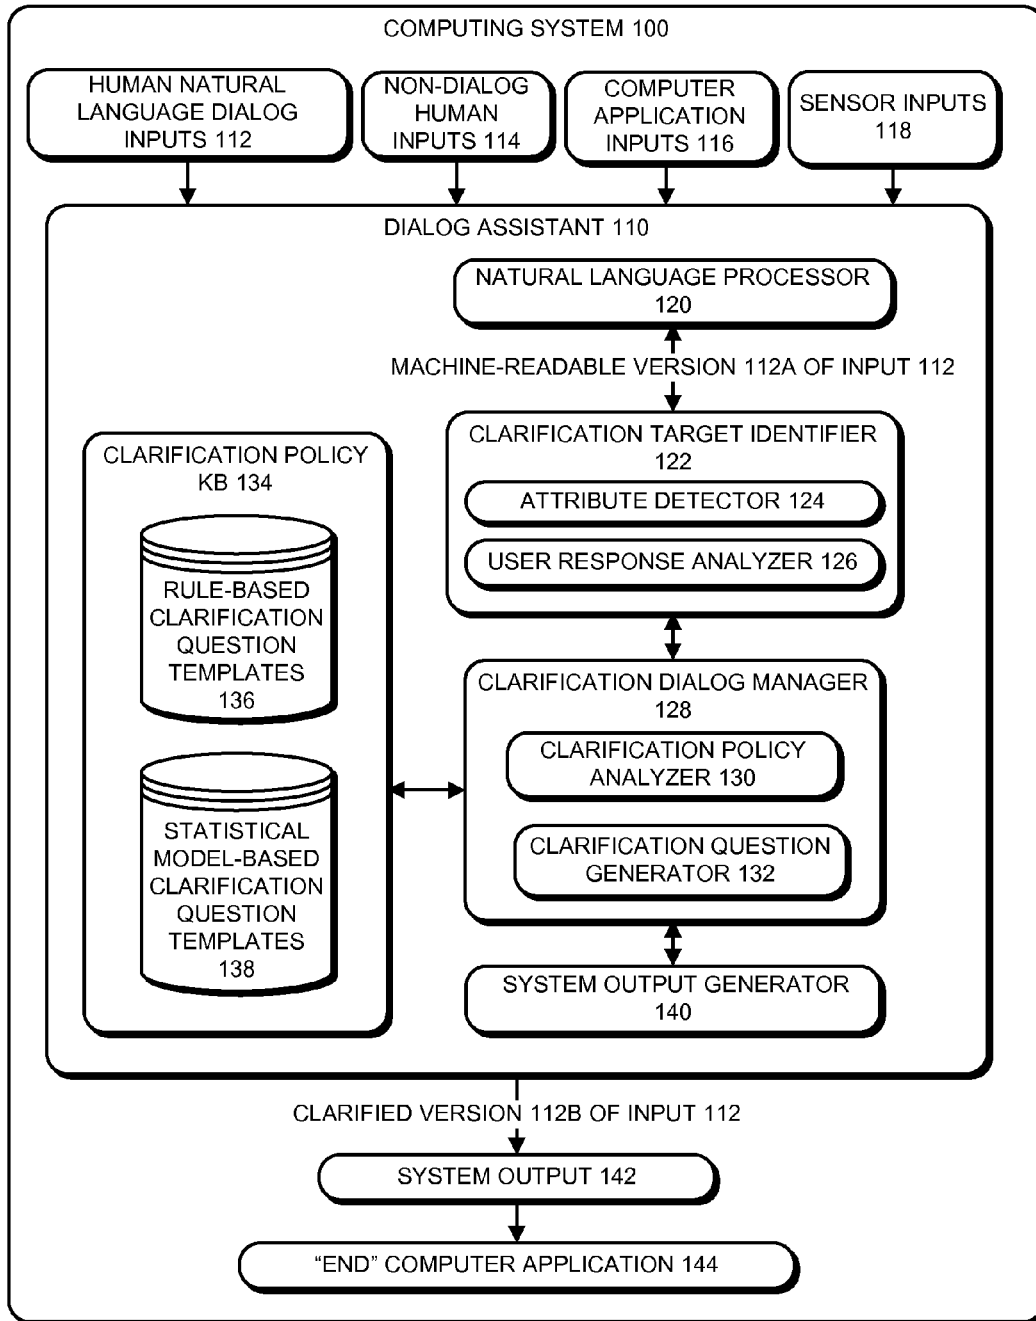 COMPUTING SYSTEM 100
HUMAN NATURAL
LANGUAGE DIALOG
INPUTS 112
NON-DIALOG
HUMAN
INPUTS 114
COMPUTER
APPLICATION
INPUTS 116
SENSOR INPUTS
118
DIALOG ASSISTANT 110
NATURAL LANGUAGE PROCESSOR
120
MACHINE-READABLE VERSION 112A OF INPUT 112
CLARIFICATION TARGET IDENTIFIER
122
ATTRIBUTE DETECTOR 124
USER RESPONSE ANALYZER 126
CLARIFICATION POLICY
KB 134
RULE-BASED
CLARIFICATION
QUESTION
TEMPLATES
136
STATISTICAL
MODEL-BASED
CLARIFICATION
QUESTION
TEMPLATES
138
CLARIFICATION DIALOG MANAGER
128
CLARIFICATION POLICY
ANALYZER 130
CLARIFICATION QUESTION
GENERATOR 132
SYSTEM OUTPUT GENERATOR
140
CLARIFIED VERSION 112B OF INPUT 112
SYSTEM OUTPUT 142
“END” COMPUTER APPLICATION 144